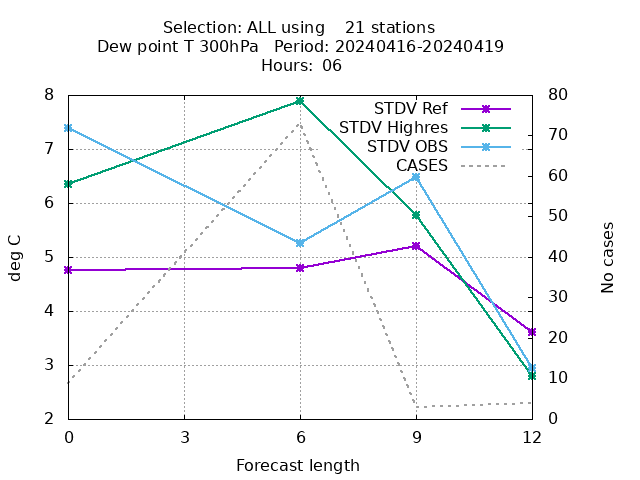 Selection: ALL using    21 stations
Dew point T 300hPa   Period: 20240416-20240419
Hours: 06
8
7
6
5
4
3
2
80
70
60
50
40
30
20
10
0
STDV Ref
STDV Highres
STDV OBS
CASES
deg C
No cases
0
3
6
9
12
Forecast length